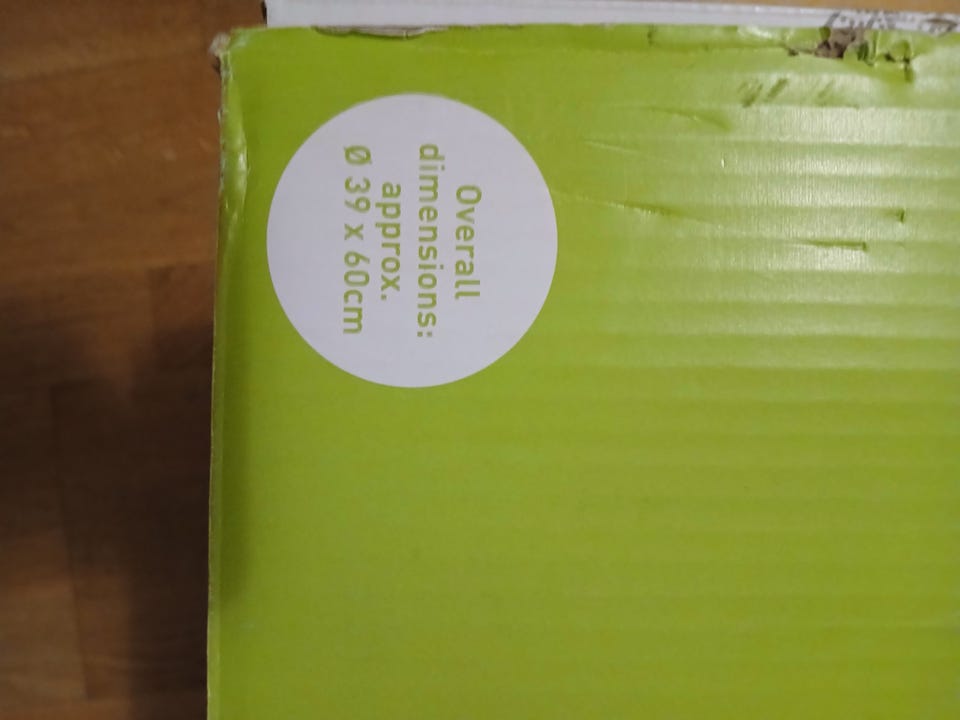 Overall
dimensions:
approx.
Ø 39 x 60cm